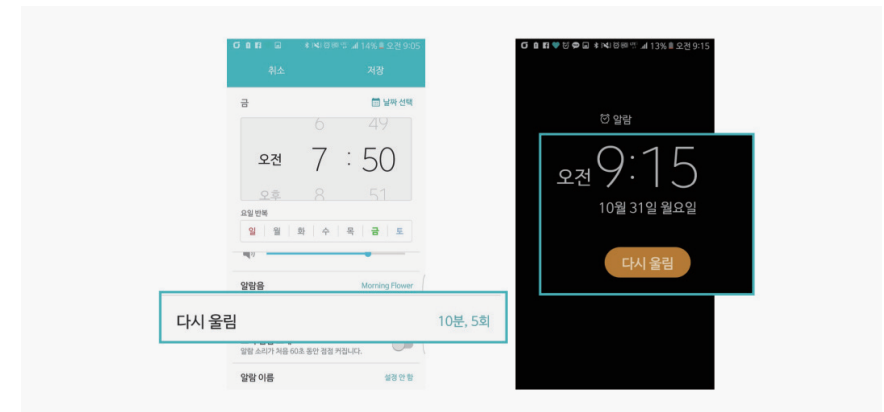 14% 오전 9:05
취소 저장
금 날짜 선택
6 49
오전 7 : 50
오후 8 51
요일 반복
일 월 화 수 목 금 토
알람음 Morning Flower
다시 울림 10분, 5회
알람 소리가 처음 60초 동안 점점 커집니다.
알람 이름 설정 안 함
13% 오전 9:15
알람
오전 9:15
10월 31일 월요일
다시 울림